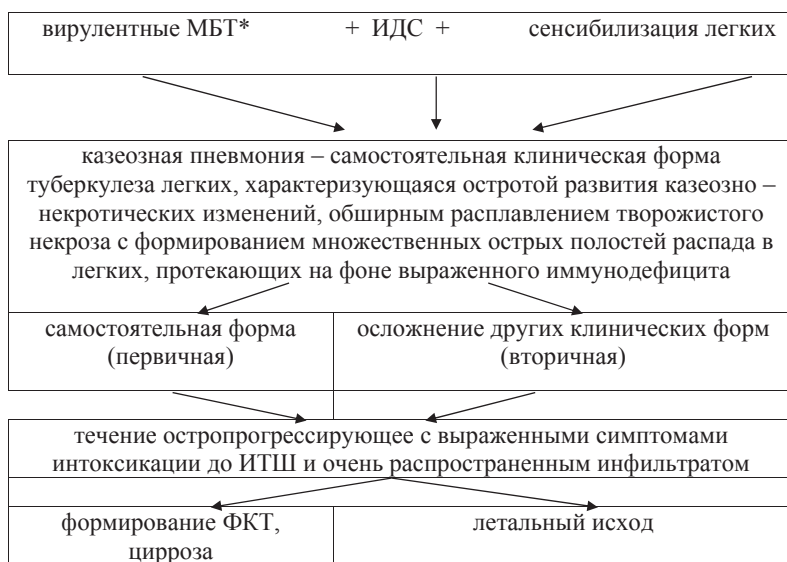 вирулентные МБТ* + ИДС + сенсибилизация легких
казеозная пневмония – самостоятельная клиническая форма
туберкулеза легких, характеризующаяся остротой развития казеозно –
некротических изменений, обширным расплавлением творожистого
некроза с формированием множественных острых полостей распада в
легких, протекающих на фоне выраженного иммунодефицита
самостоятельная форма
(первичная)
осложнение других клинических форм
(вторичная)
течение остропрогрессирующее с выраженными симптомами
интоксикации до ИТШ и очень распространенным инфильтратом
формирование ФКТ,
цирроза
летальный исход